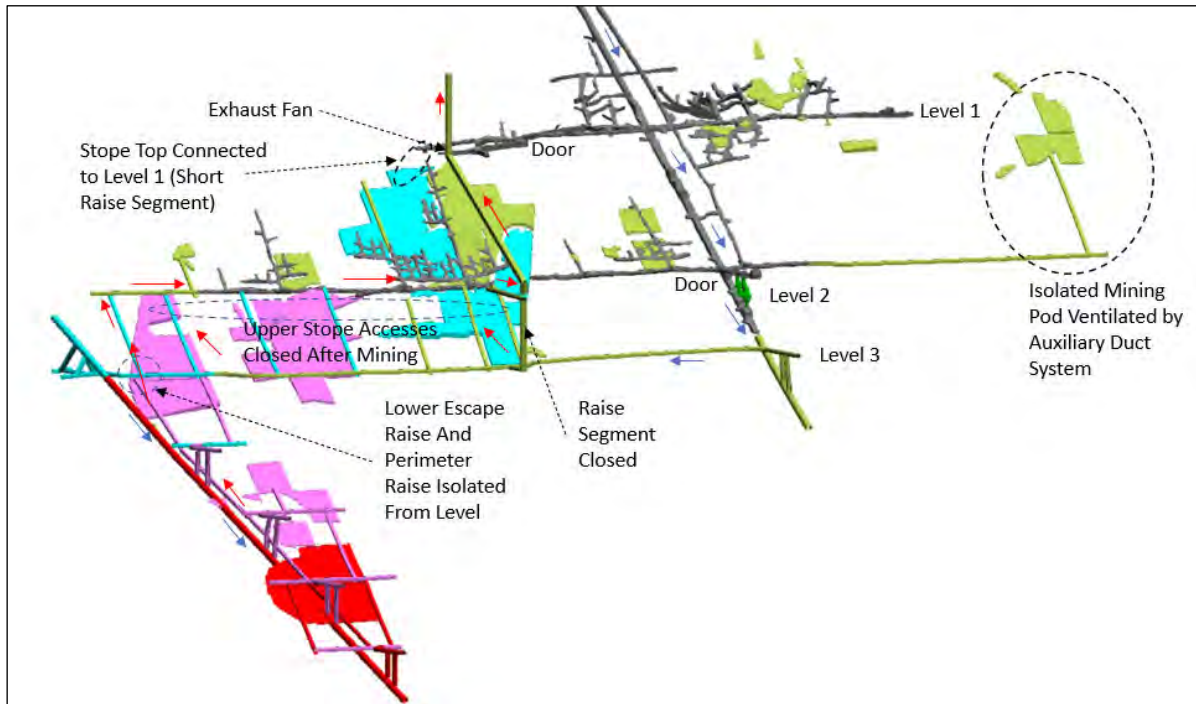 Exhaust Fan
Level 1
Door
Stope Top Connected
to Level 1 (Short
Raise Segment)
Door
Level 2
Isolated Mining
Pod Ventilated by
Auxiliary Duct
System
Upper Stope Accesses
Closed After Mining
Level 3
Lower Escape
Raise And
Perimeter
Raise Isolated
From Level
Raise
Segment
Closed